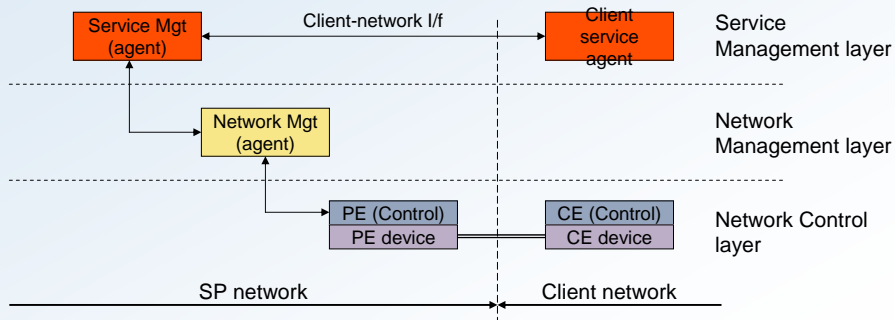 Service Mgt
(agent)
Client-network I/f
Client
service
agent
Service
Management layer
Network Mgt
(agent)
Network
Management layer
PE (Control)
PE device
CE (Control)
CE device
Network Control
layer
SP network
Client network